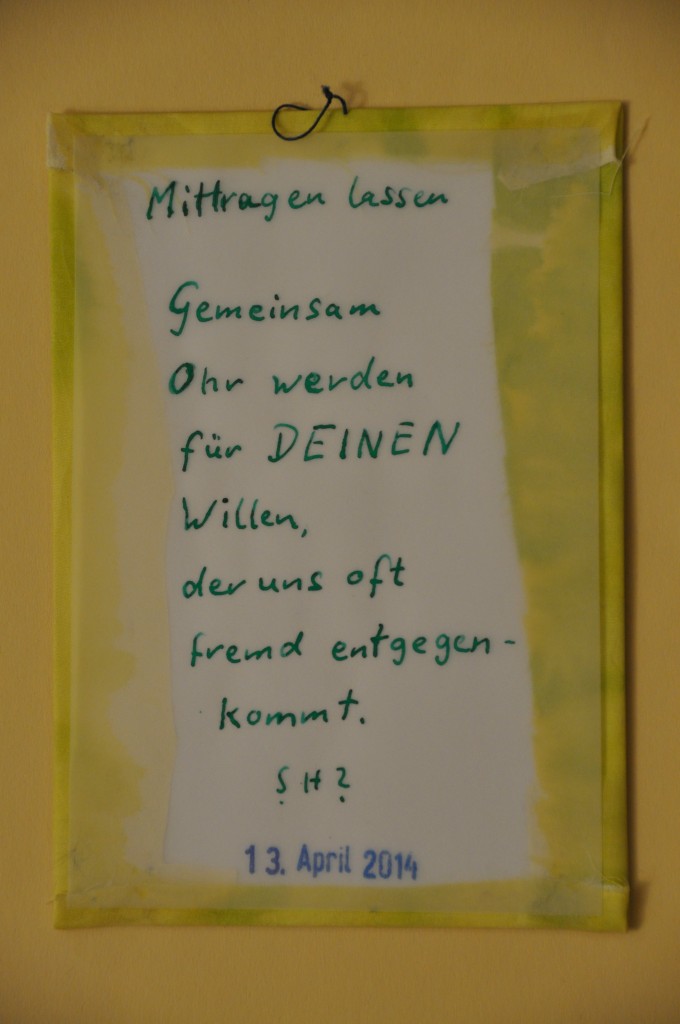 Mittragen lassen
Gemeinsam
Ohr werden
für DEINEN
Willen,
der uns oft
fremd entgegen-
kommt.
13. April 2014